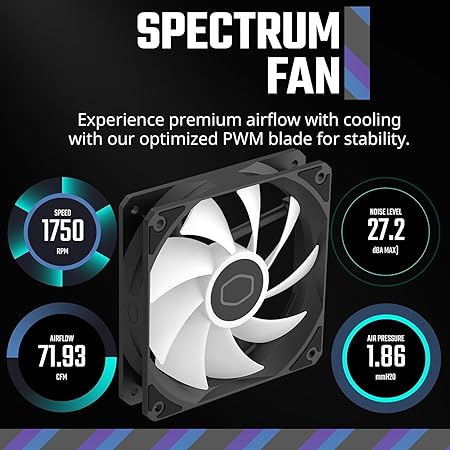 SPECTRUM
FAN
Experience premium airflow with cooling
with our optimized PWM blade for stability.
SPEED
1750
RPM
NOISE LEVEL
27.2
dBA MAX)
AIRFLOW
71.93
CFM
AIR PRESSURE
1.86
mmH2O